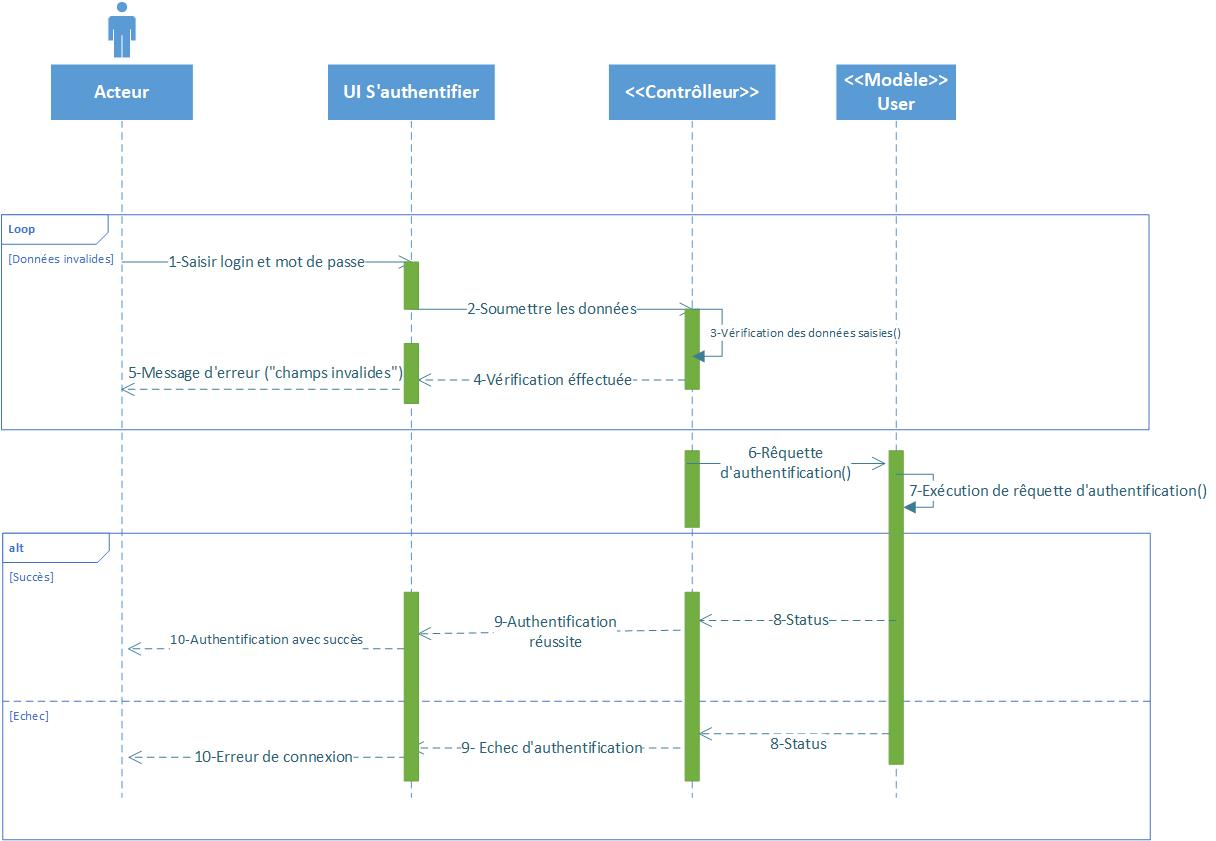 Acteur
UI S'authentifier
<<Contrôlleur>>
<<Modèle>>
User
Loop
[Données invalides]
1-Saisir login et mot de passe
2-Soumettre les données
3-Vérification des données saisies()
5-Message d'erreur ("champs invalides")
4-Vérification éffectuée
6-Rêquette
d'authentification()
7-Exécution de rêquette d'authentification()
alt
[Succès]
9-Authentification
réussite
8-Status
10-Authentification avec succès
[Echec]
8-Status
9- Echec d'authentification
10-Erreur de connexion